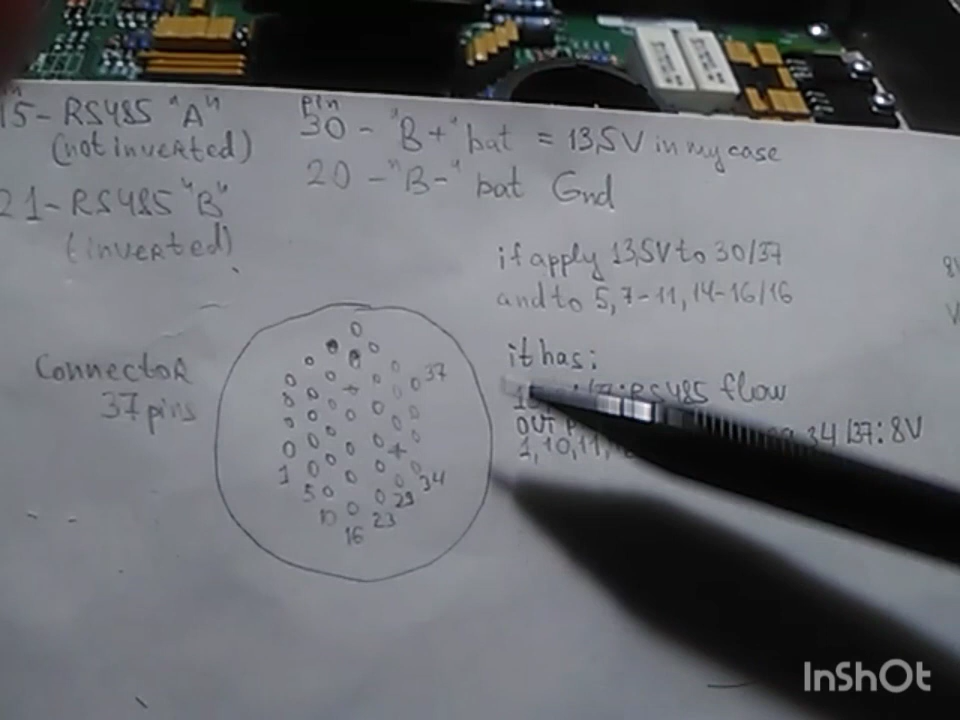 15 - RS485 "A"
(not inverted)
21 - RS485 "B"
(inverted)
pin
30 - "B+" bat = 13,5V in my case
20 - "B-" bat Gnd
if apply 13,5V to 30/37
and to 5, 7-11, 14-16/16
it has:
RS485 flow
34/37: 8V
1, 10, 11,
Connector
37 pins
37
8
1
5
10
16
23
29
34
8V
V
InShOt